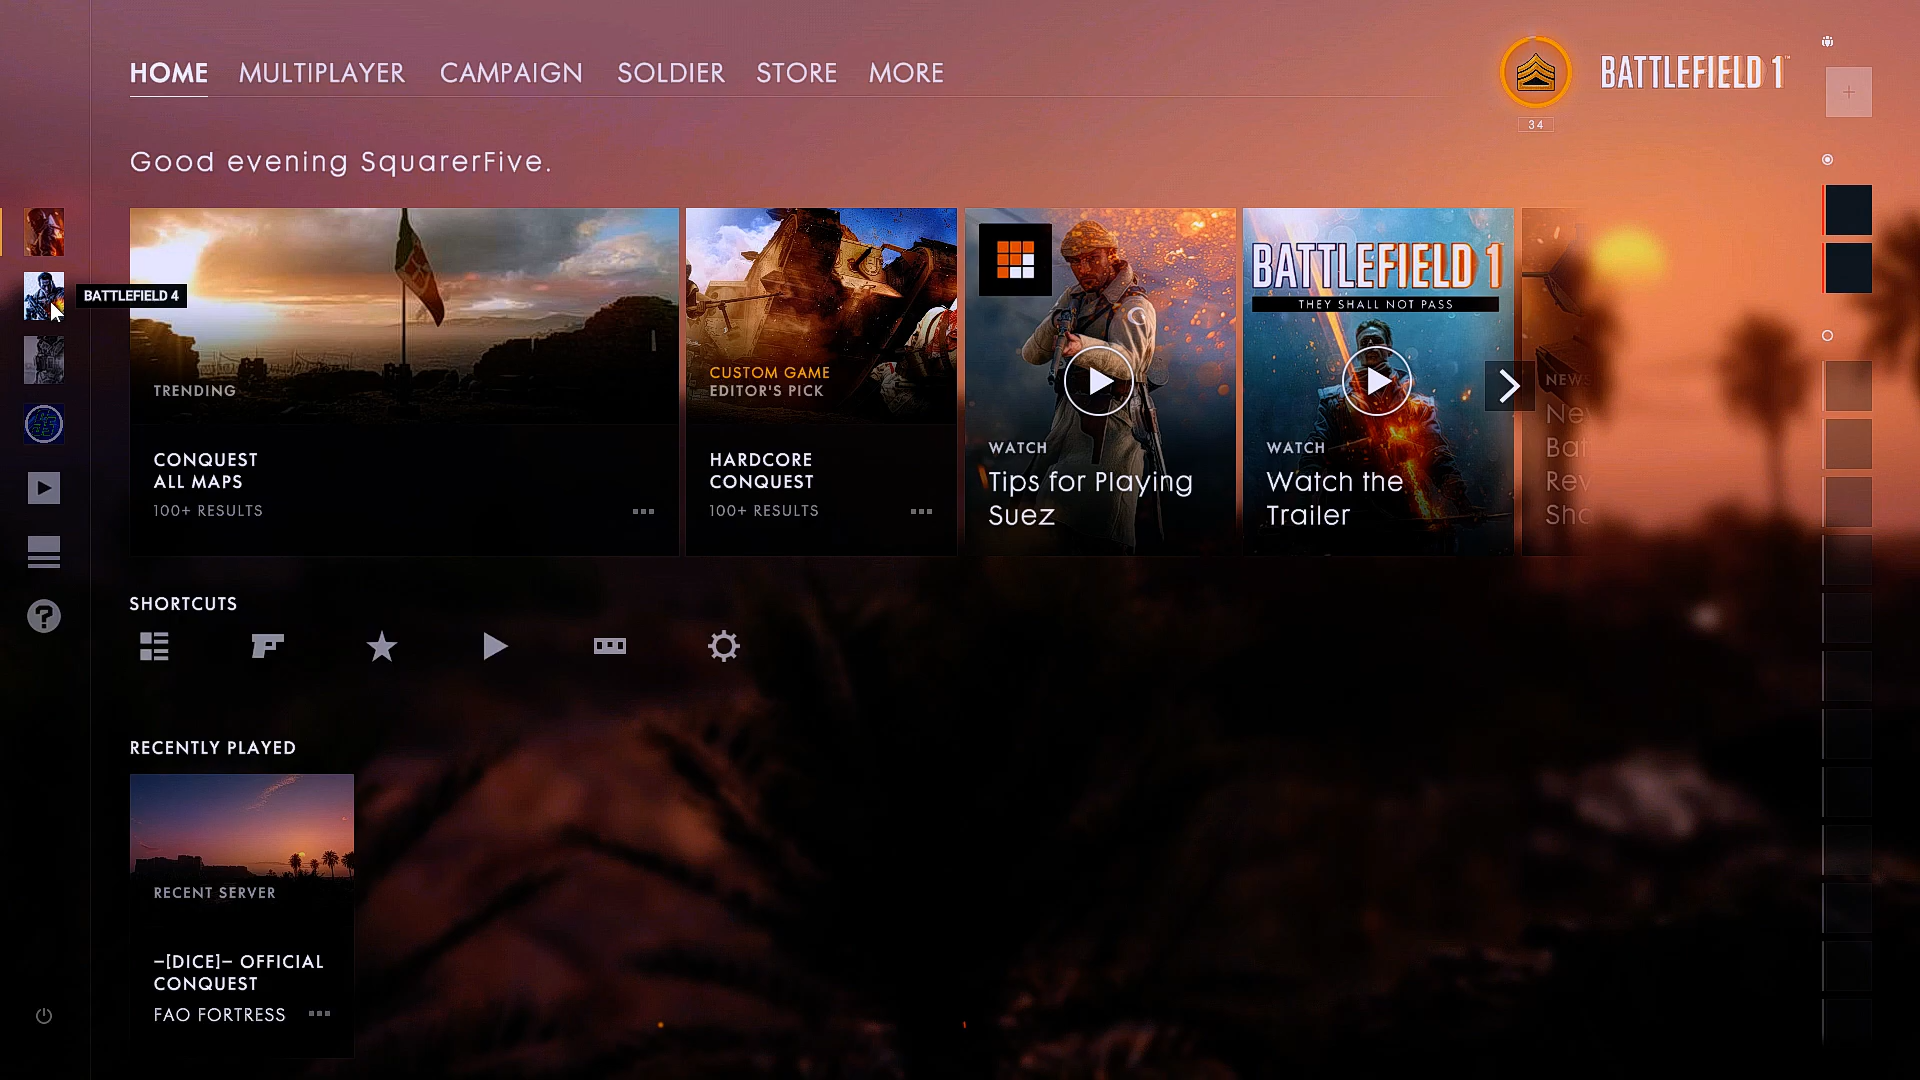 HOME MULTIPLAYER CAMPAIGN SOLDIER STORE MORE
BATTLEFIELD 1
34
Good evening SquarerFive.
BATTLEFIELD 4
TRENDING
CONQUEST
ALL MAPS
100+ RESULTS
CUSTOM GAME
EDITOR'S PICK
HARDCORE
CONQUEST
100+ RESULTS
WATCH
Tips for Playing
Suez
BATTLEFIELD 1
THEY SHALL NOT PASS
WATCH
Watch the
Trailer
NEWS
SHORTCUTS
RECENTLY PLAYED
RECENT SERVER
-[DICE]- OFFICIAL
CONQUEST
FAO FORTRESS